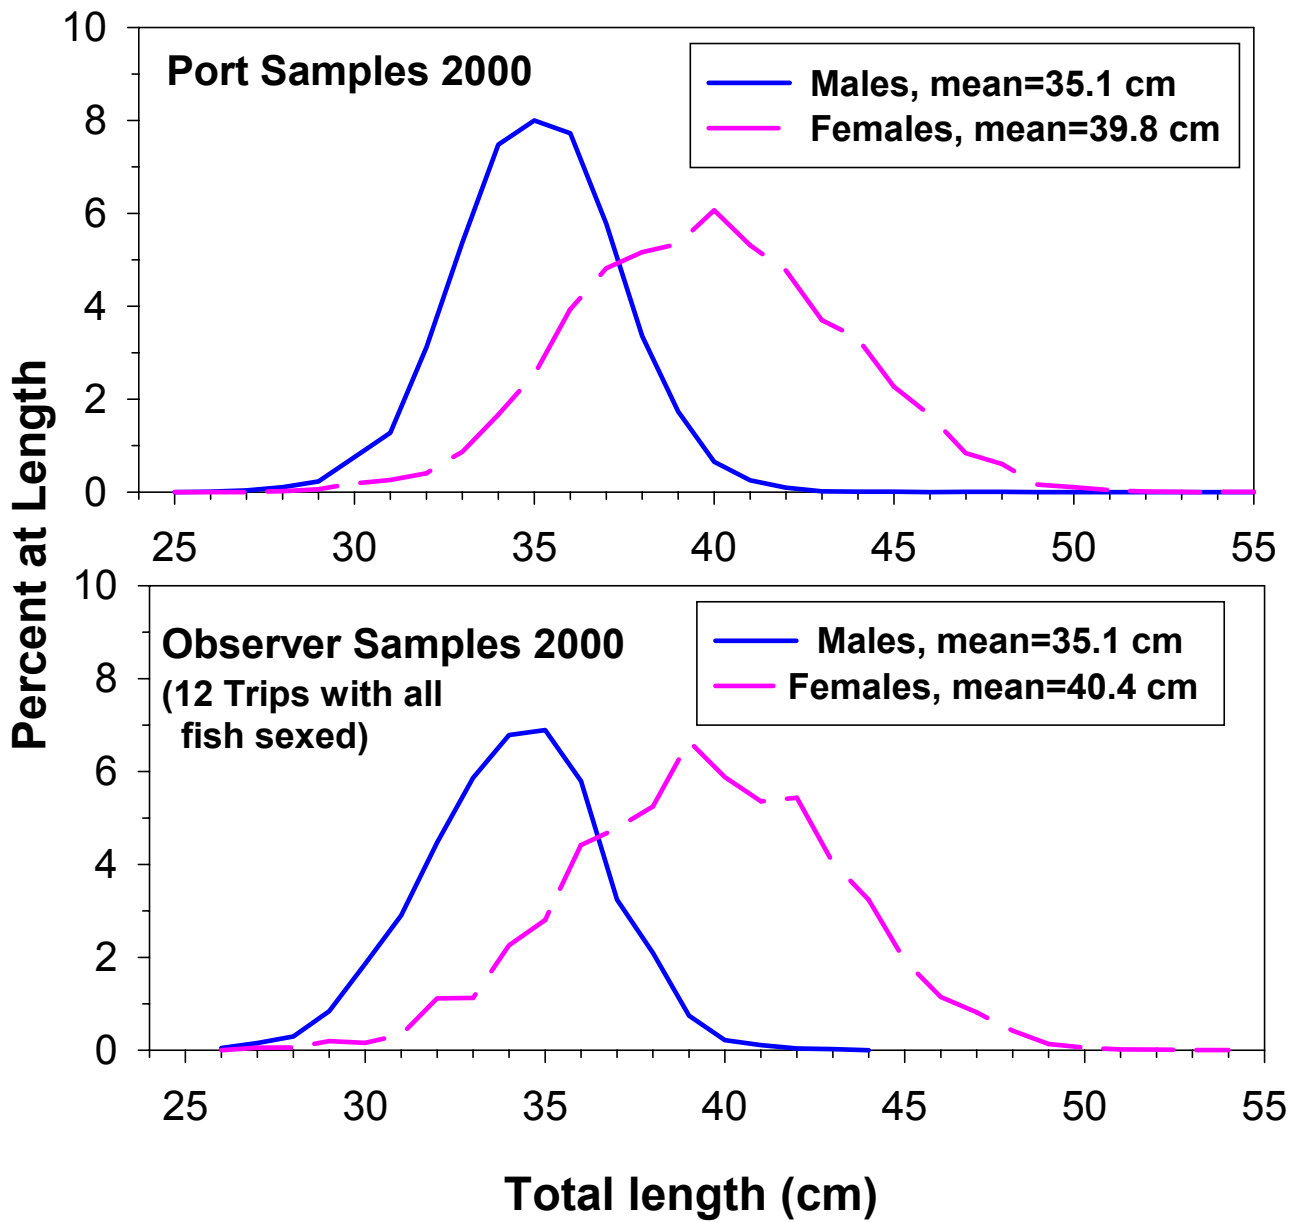 Percent at Length
10
8
6
4
2
0
Port Samples 2000
Males, mean=35.1 cm
Females, mean=39.8 cm
25 30 35 40 45 50 55
10
8
6
4
2
0
Observer Samples 2000
(12 Trips with all
fish sexed)
Males, mean=35.1 cm
Females, mean=40.4 cm
25 30 35 40 45 50 55
Total length (cm)